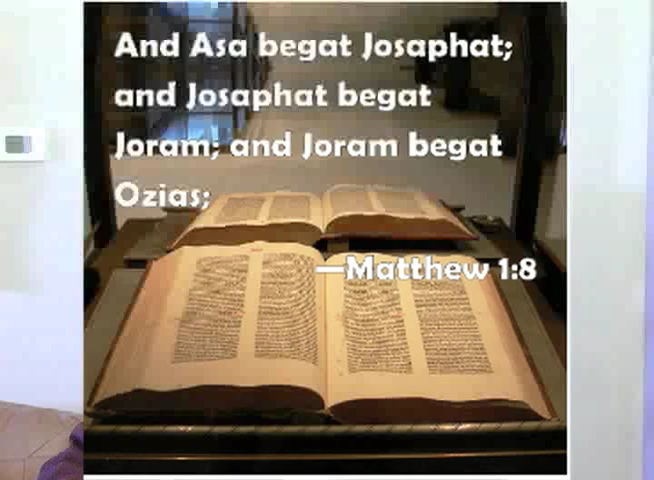 And Asa begat Josaphat;
and Josaphat begat
Joram; and Joram begat
Ozias;
—Matthew 1:8